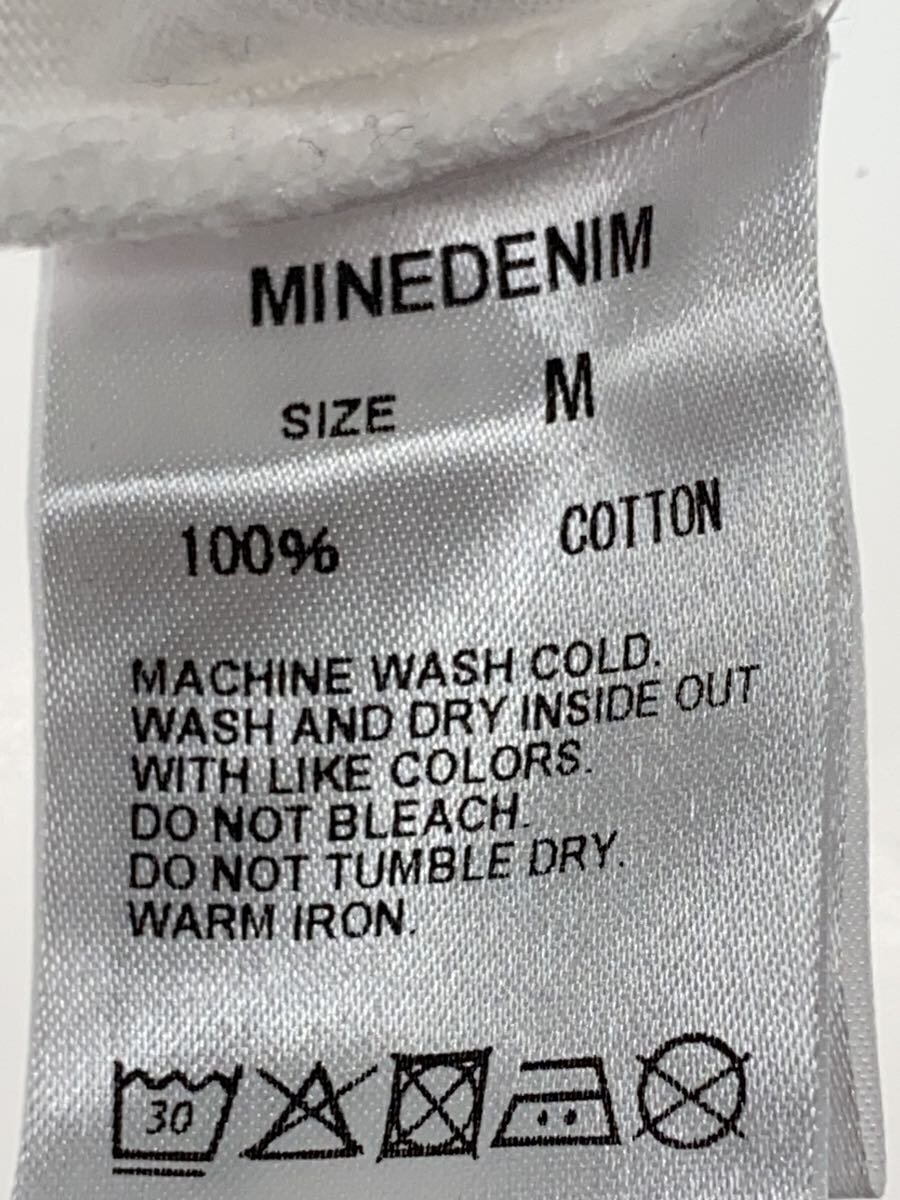 MINEDENIM
SIZE M
100% COTTON
MACHINE WASH COLD.
WASH AND DRY INSIDE OUT
WITH LIKE COLORS.
DO NOT BLEACH.
DO NOT TUMBLE DRY.
WARM IRON.
30